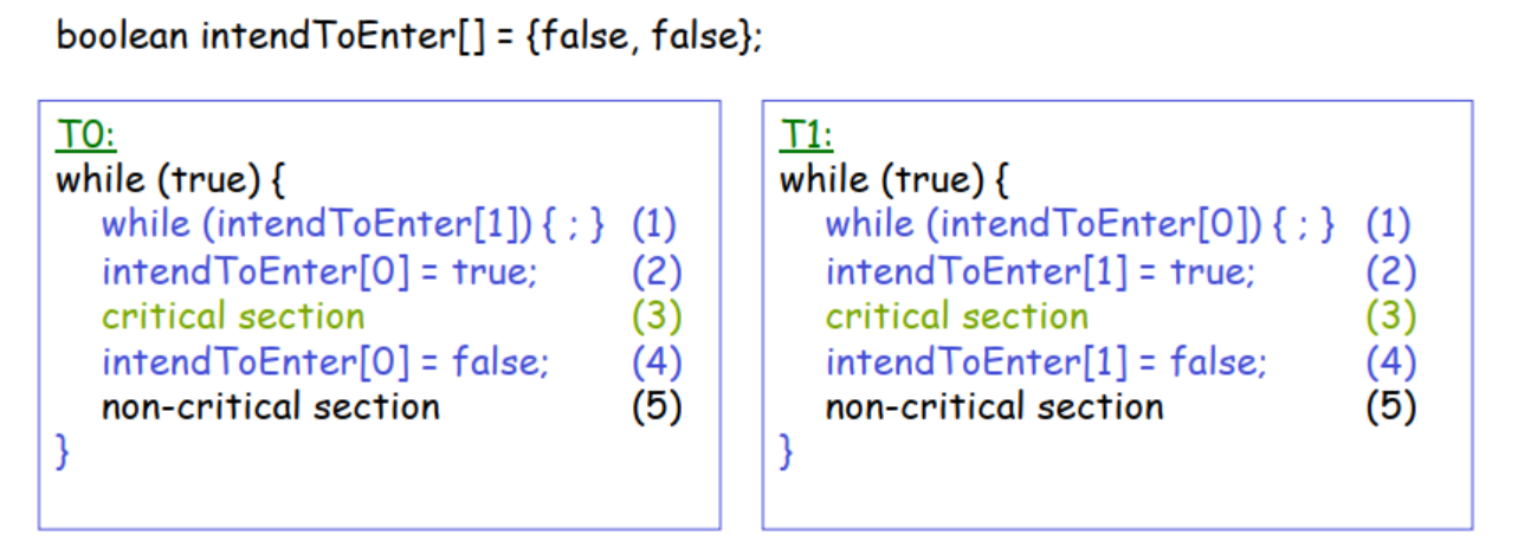 boolean intendToEnter[] = {false, false};
T0:
while (true) {
while (intendToEnter[1]) { ; } (1)
intendToEnter[0] = true; (2)
critical section (3)
intendToEnter[0] = false; (4)
non-critical section (5)
}
T1:
while (true) {
while (intendToEnter[0]) { ; } (1)
intendToEnter[1] = true; (2)
critical section (3)
intendToEnter[1] = false; (4)
non-critical section (5)
}